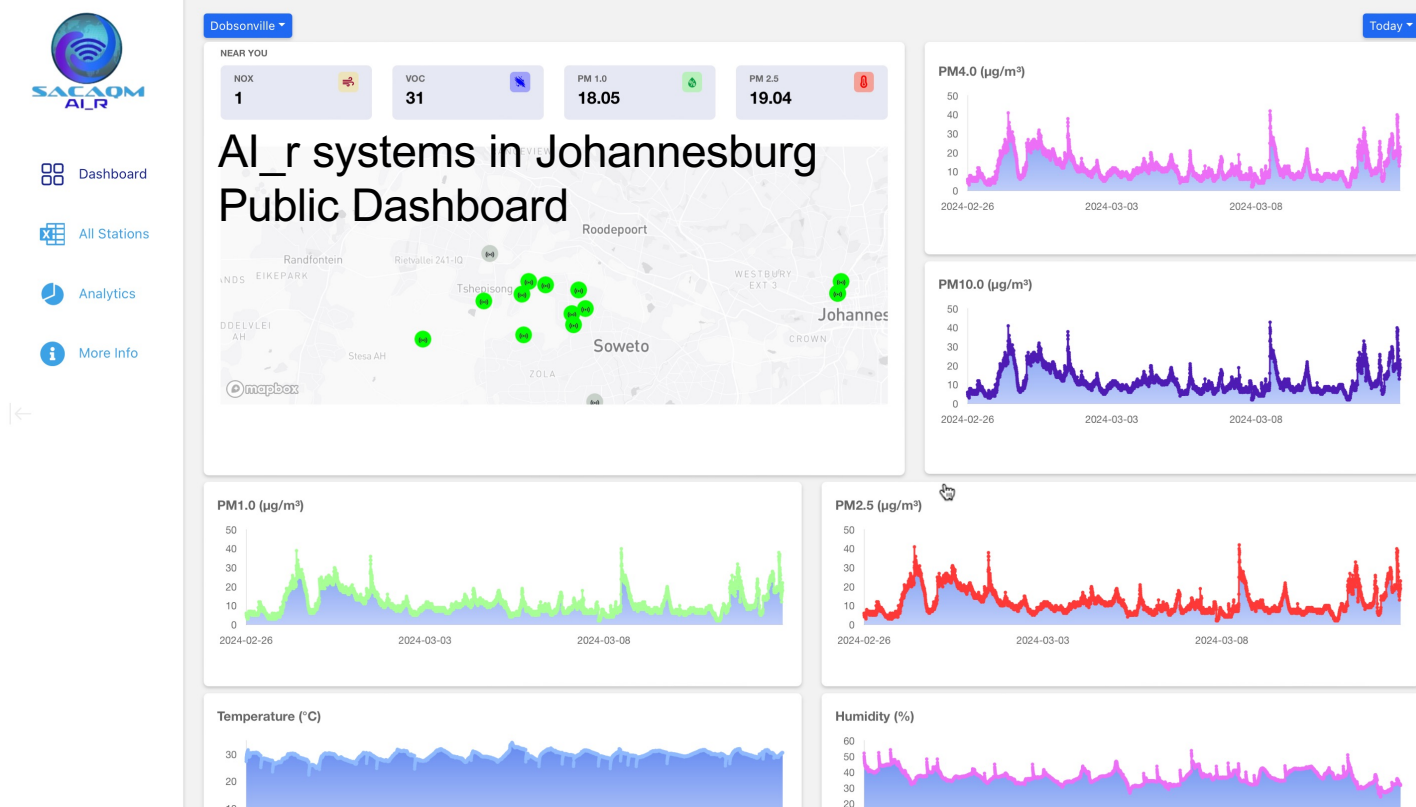 SACAQM
AI_R
Dashboard
All Stations
Analytics
More Info
Dobsonville
Today
NEAR YOU
NOX
1
VOC
31
PM 1.0
18.05
PM 2.5
19.04
AI_r systems in Johannesburg
Public Dashboard
Roodepoort
Randfontein
Rietvallei 241-IQ
EIKEPARK
Tshepisong
WESTBURY
EXT 3
Johannes
DDELVLEI
AH
Stesa AH
Soweto
CROWN
ZOLA
mapbox
PM4.0 (µg/m³)
50
40
30
20
10
0
2024-02-26 2024-03-03 2024-03-08
PM10.0 (µg/m³)
50
40
30
20
10
0
2024-02-26 2024-03-03 2024-03-08
PM1.0 (µg/m³)
50
40
30
20
10
0
2024-02-26 2024-03-03 2024-03-08
PM2.5 (µg/m³)
50
40
30
20
10
0
2024-02-26 2024-03-03 2024-03-08
Temperature (°C)
30
20
10
Humidity (%)
60
50
40
30
20